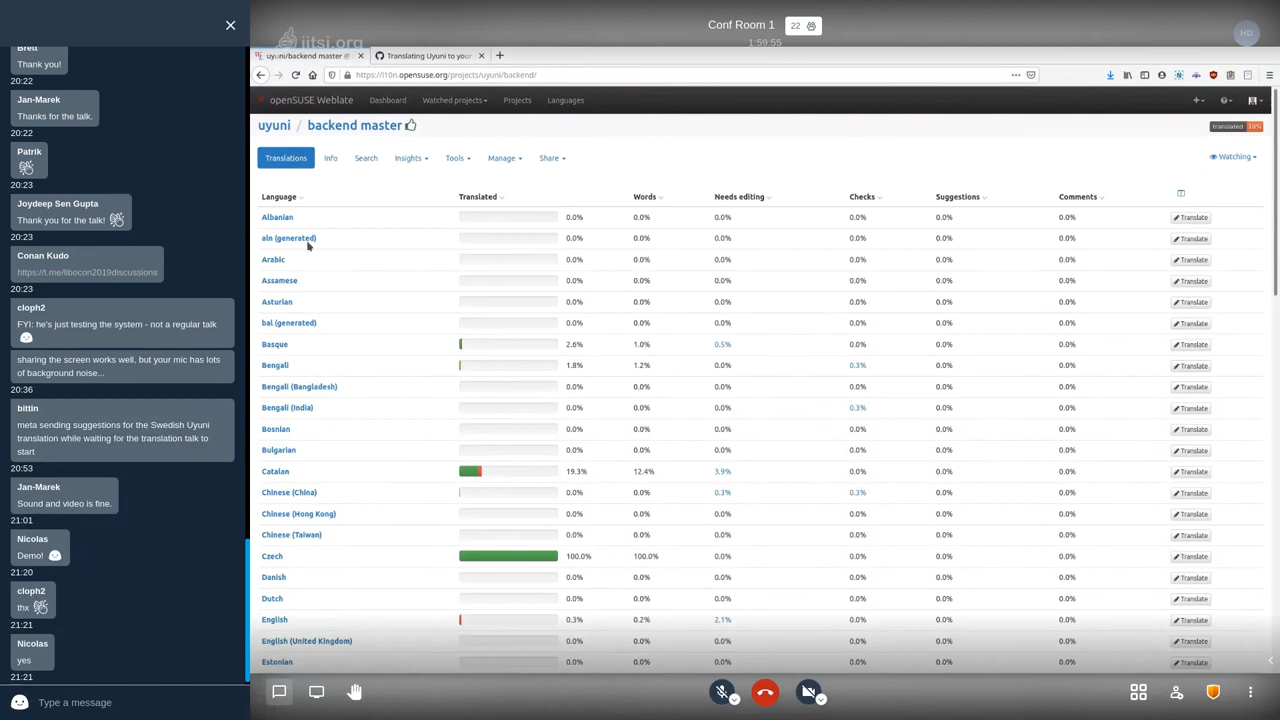 Brett
Thank you!
20:22
Jan-Marek
Thanks for the talk.
20:22
Patrik
20:23
Joydeep Sen Gupta
Thank you for the talk!
20:23
Conan Kudo
https://t.me/libocon2019discussions
20:23
cloph2
FYI: he's just testing the system - not a regular talk
sharing the screen works well, but your mic has lots
of background noise...
20:36
bittin
meta sending suggestions for the Swedish Uyuni
translation while waiting for the translation talk to
start
20:53
Jan-Marek
Sound and video is fine.
21:01
Nicolas
Demo!
21:20
cloph2
thx
21:21
Nicolas
yes
21:21
Type a message
Conf Room 1 22
1:59:55
HD
jitsi.org
uyuni/backend master @
Translating Uyuni to your
https://l10n.opensuse.org/projects/uyuni/backend/
openSUSE Weblate Dashboard Watched projects Projects Languages
uyuni / backend master
translated 10%
Translations Info Search Insights Tools Manage Share Watching
Language Translated Words Needs editing Checks Suggestions Comments
Albanian 0.0% 0.0% 0.0% 0.0% 0.0% 0.0% Translate
aln (generated) 0.0% 0.0% 0.0% 0.0% 0.0% 0.0% Translate
Arabic 0.0% 0.0% 0.0% 0.0% 0.0% 0.0% Translate
Assamese 0.0% 0.0% 0.0% 0.0% 0.0% 0.0% Translate
Asturian 0.0% 0.0% 0.0% 0.0% 0.0% 0.0% Translate
bal (generated) 0.0% 0.0% 0.0% 0.0% 0.0% 0.0% Translate
Basque 2.6% 1.0% 0.5% 0.0% 0.0% 0.0% Translate
Bengali 1.8% 1.2% 0.0% 0.3% 0.0% 0.0% Translate
Bengali (Bangladesh) 0.0% 0.0% 0.0% 0.0% 0.0% 0.0% Translate
Bengali (India) 0.0% 0.0% 0.0% 0.3% 0.0% 0.0% Translate
Bosnian 0.0% 0.0% 0.0% 0.0% 0.0% 0.0% Translate
Bulgarian 0.0% 0.0% 0.0% 0.0% 0.0% 0.0% Translate
Catalan 19.3% 12.4% 3.9% 0.0% 0.0% 0.0% Translate
Chinese (China) 0.0% 0.0% 0.3% 0.3% 0.0% 0.0% Translate
Chinese (Hong Kong) 0.0% 0.0% 0.0% 0.0% 0.0% 0.0% Translate
Chinese (Taiwan) 0.0% 0.0% 0.0% 0.0% 0.0% 0.0% Translate
Czech 100.0% 100.0% 0.0% 0.0% 0.0% 0.0% Translate
Danish 0.0% 0.0% 0.0% 0.0% 0.0% 0.0% Translate
Dutch 0.0% 0.0% 0.0% 0.0% 0.0% 0.0% Translate
English 0.3% 0.2% 2.1% 0.0% 0.0% 0.0% Translate
English (United Kingdom) 0.0% 0.0% 0.0% 0.0% 0.0% 0.0% Translate
Estonian 0.0% 0.0% 0.0% 0.0% 0.0% 0.0% Translate